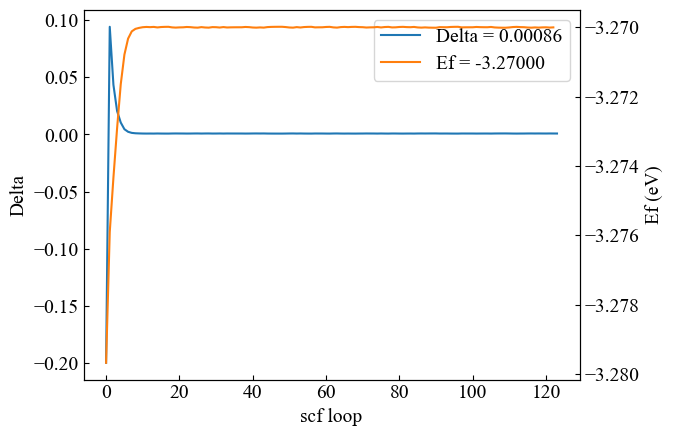 0.10
0.05
0.00
−0.05
−0.10
−0.15
−0.20
Delta
Delta = 0.00086
Ef = -3.27000
−3.270
−3.272
−3.274
−3.276
−3.278
−3.280
Ef (eV)
0 20 40 60 80 100 120
scf loop